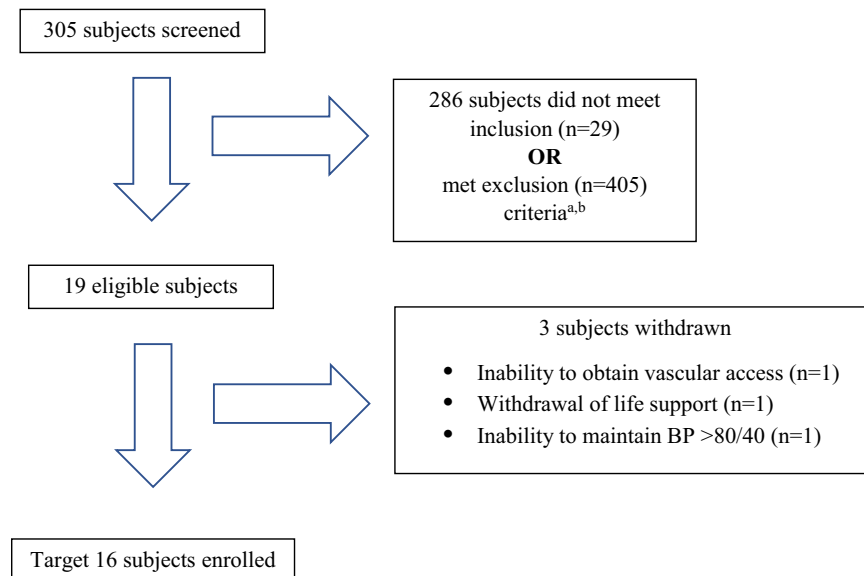 305 subjects screened
286 subjects did not meet
inclusion (n=29)
OR
met exclusion (n=405)
criteriaᵃ,ᵇ
19 eligible subjects
3 subjects withdrawn
• Inability to obtain vascular access (n=1)
• Withdrawal of life support (n=1)
• Inability to maintain BP >80/40 (n=1)
Target 16 subjects enrolled